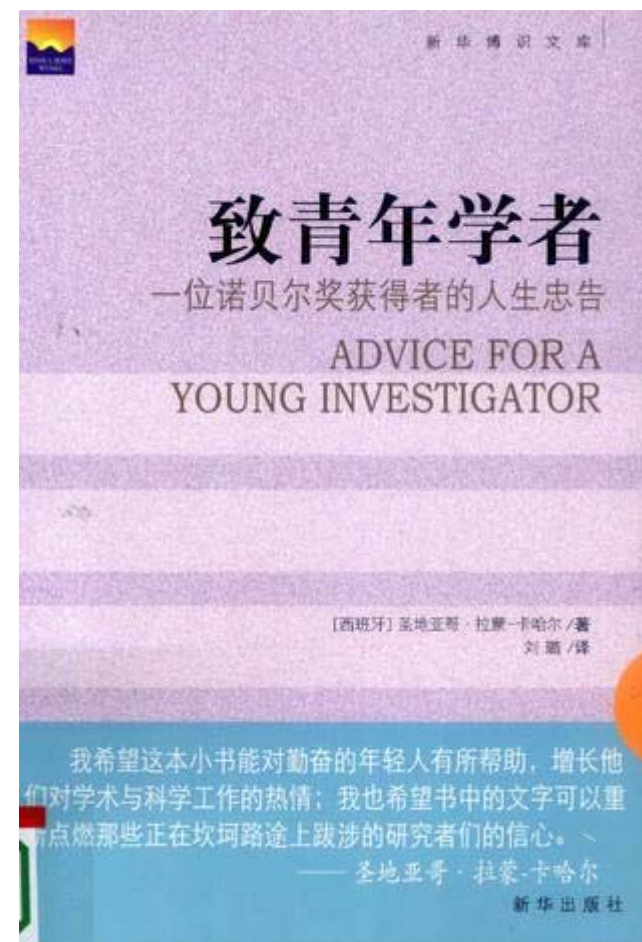 新华博识文库
致青年学者
一位诺贝尔奖获得者的人生忠告
ADVICE FOR A
YOUNG INVESTIGATOR
[西班牙] 圣地亚哥·拉蒙-卡哈尔 /著
刘璐 /译
我希望这本小书能对勤奋的年轻人有所帮助，增长他
们对学术与科学工作的热情；我也希望书中的文字可以重
点燃那些正在坎坷路途上跋涉的研究者们的信心。
—— 圣地亚哥·拉蒙-卡哈尔
新华出版社